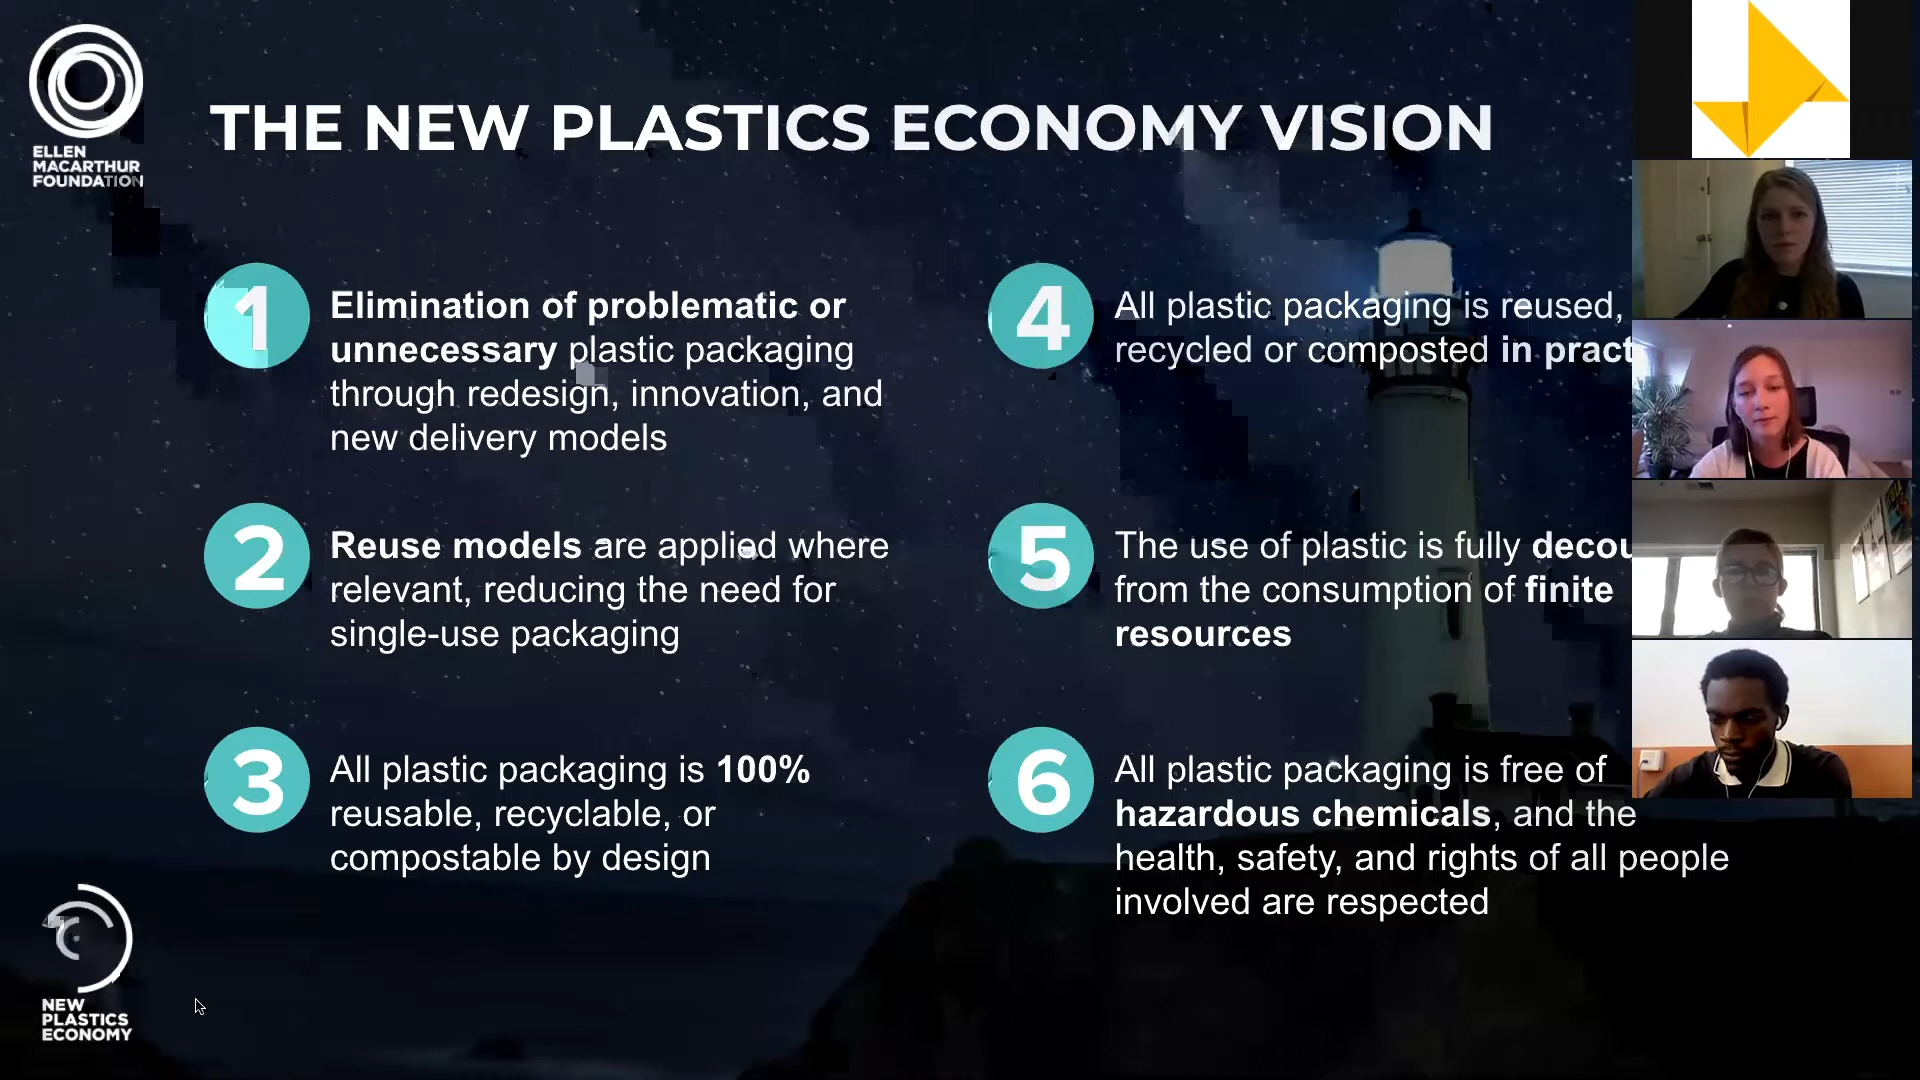 ELLEN
MACARTHUR
FOUNDATION
THE NEW PLASTICS ECONOMY VISION
1
Elimination of problematic or
unnecessary plastic packaging
through redesign, innovation, and
new delivery models
2
Reuse models are applied where
relevant, reducing the need for
single-use packaging
3
All plastic packaging is 100%
reusable, recyclable, or
compostable by design
4
All plastic packaging is reused,
recycled or composted in pract
5
The use of plastic is fully decou
from the consumption of finite
resources
6
All plastic packaging is free of
hazardous chemicals, and the
health, safety, and rights of all people
involved are respected
NEW
PLASTICS
ECONOMY